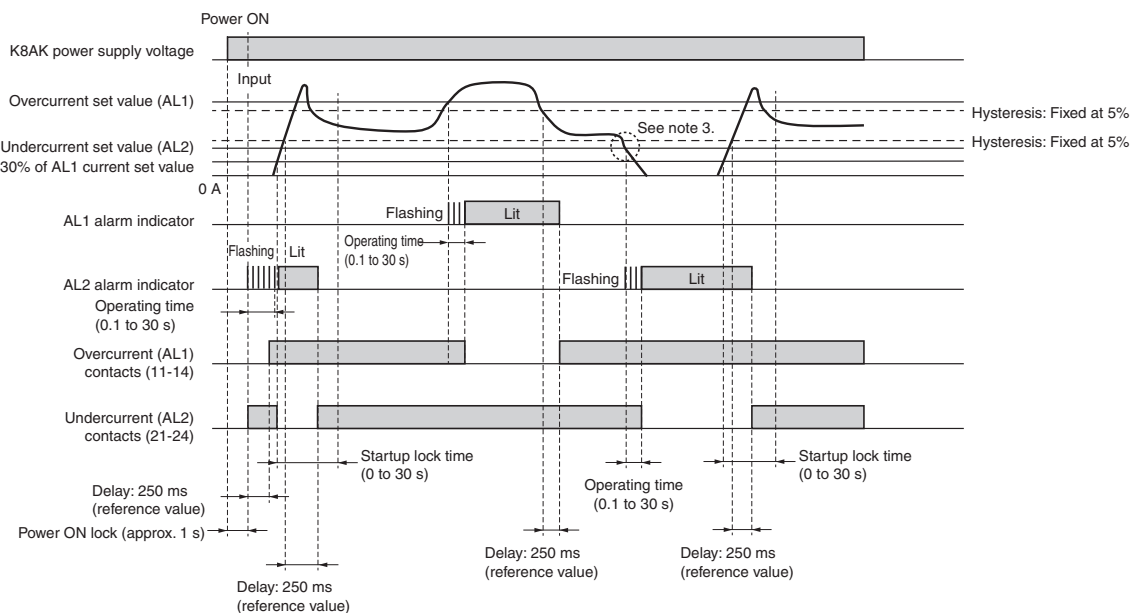 Power ON
K8AK power supply voltage
Input
Overcurrent set value (AL1)
Hysteresis: Fixed at 5%
See note 3.
Undercurrent set value (AL2)
Hysteresis: Fixed at 5%
30% of AL1 current set value
0 A
AL1 alarm indicator
Flashing
Lit
Operating time
(0.1 to 30 s)
Flashing
Lit
AL2 alarm indicator
Flashing
Lit
Operating time
(0.1 to 30 s)
Overcurrent (AL1)
contacts (11-14)
Undercurrent (AL2)
contacts (21-24)
Startup lock time
(0 to 30 s)
Startup lock time
(0 to 30 s)
Operating time
(0.1 to 30 s)
Delay: 250 ms
(reference value)
Power ON lock (approx. 1 s)
Delay: 250 ms
(reference value)
Delay: 250 ms
(reference value)
Delay: 250 ms
(reference value)